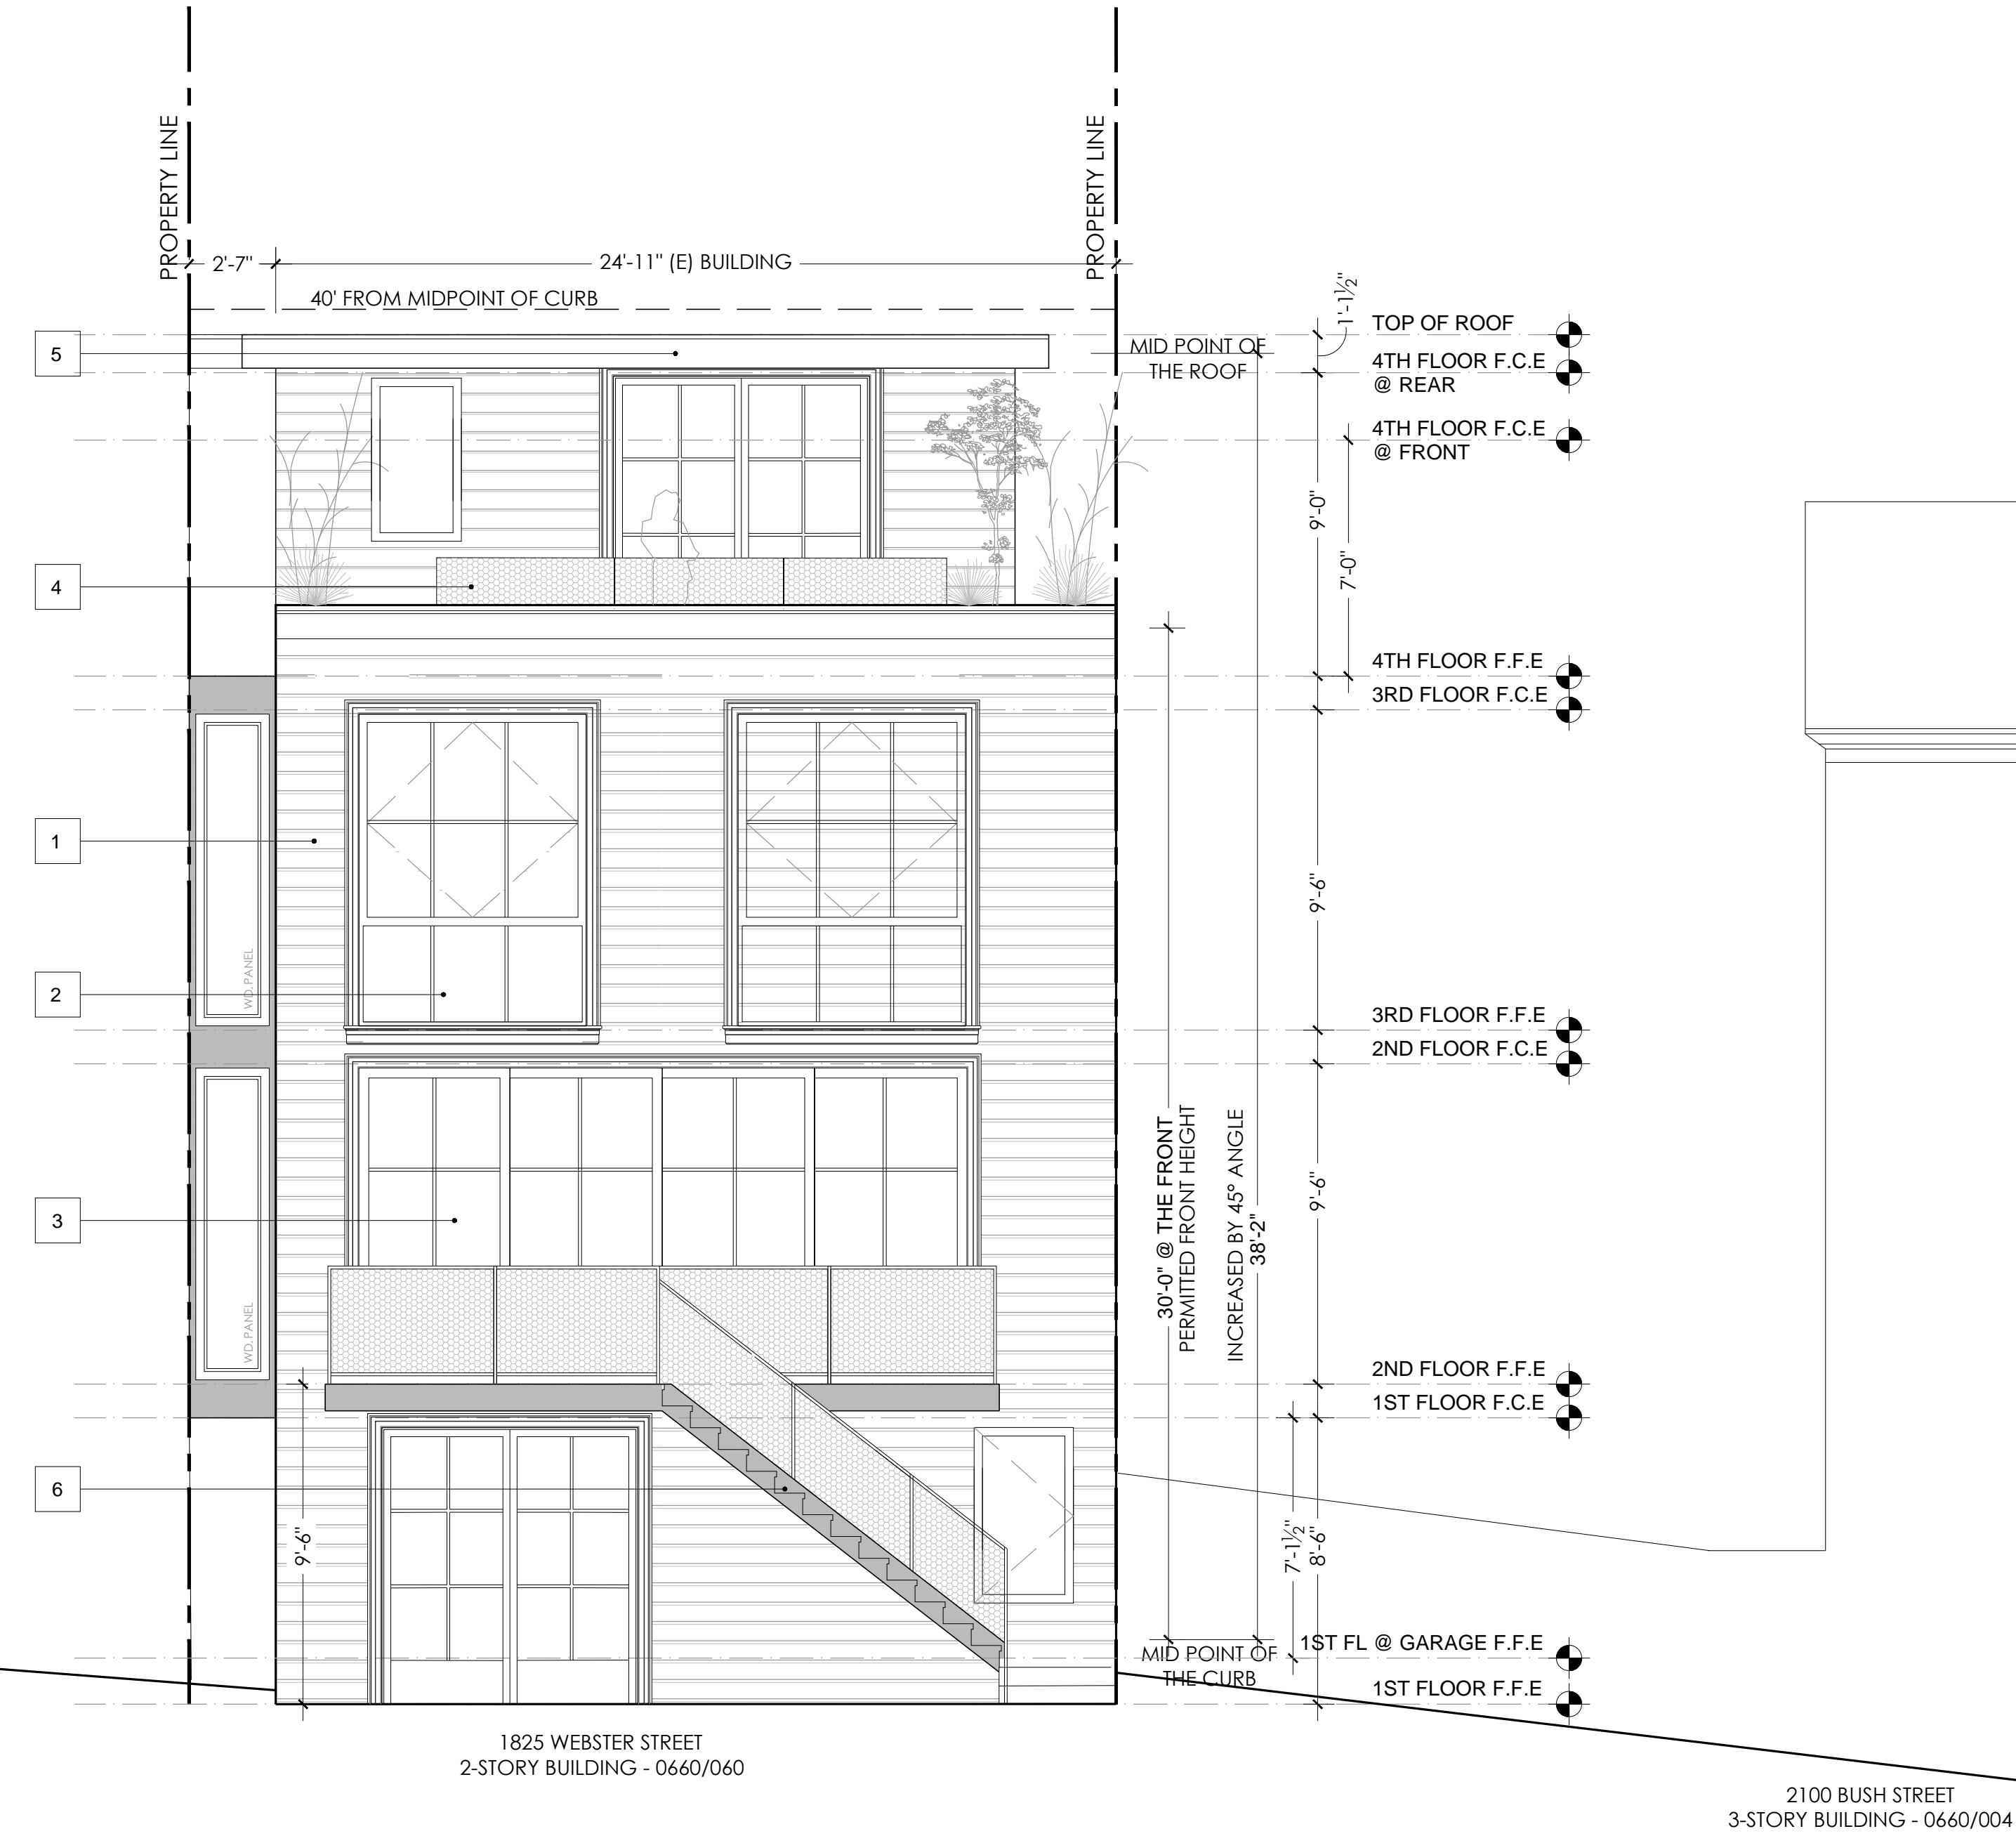 PROPERTY LINE
PROPERTY LINE
2'-7"
24'-11" (E) BUILDING
40' FROM MIDPOINT OF CURB
1'-1½"
TOP OF ROOF
5
MID POINT OF
THE ROOF
4TH FLOOR F.C.E
@ REAR
4TH FLOOR F.C.E
@ FRONT
9'-0"
7'-0"
4
4TH FLOOR F.F.E
3RD FLOOR F.C.E
1
9'-6"
WD. PANEL
2
3RD FLOOR F.F.E
2ND FLOOR F.C.E
30'-0" @ THE FRONT
PERMITTED FRONT HEIGHT
INCREASED BY 45° ANGLE
38'-2"
9'-6"
3
WD. PANEL
2ND FLOOR F.F.E
1ST FLOOR F.C.E
6
9'-6"
7'-1½"
8'-6"
MID POINT OF
THE CURB
1ST FL @ GARAGE F.F.E
1ST FLOOR F.F.E
1825 WEBSTER STREET
2-STORY BUILDING - 0660/060
2100 BUSH STREET
3-STORY BUILDING - 0660/004